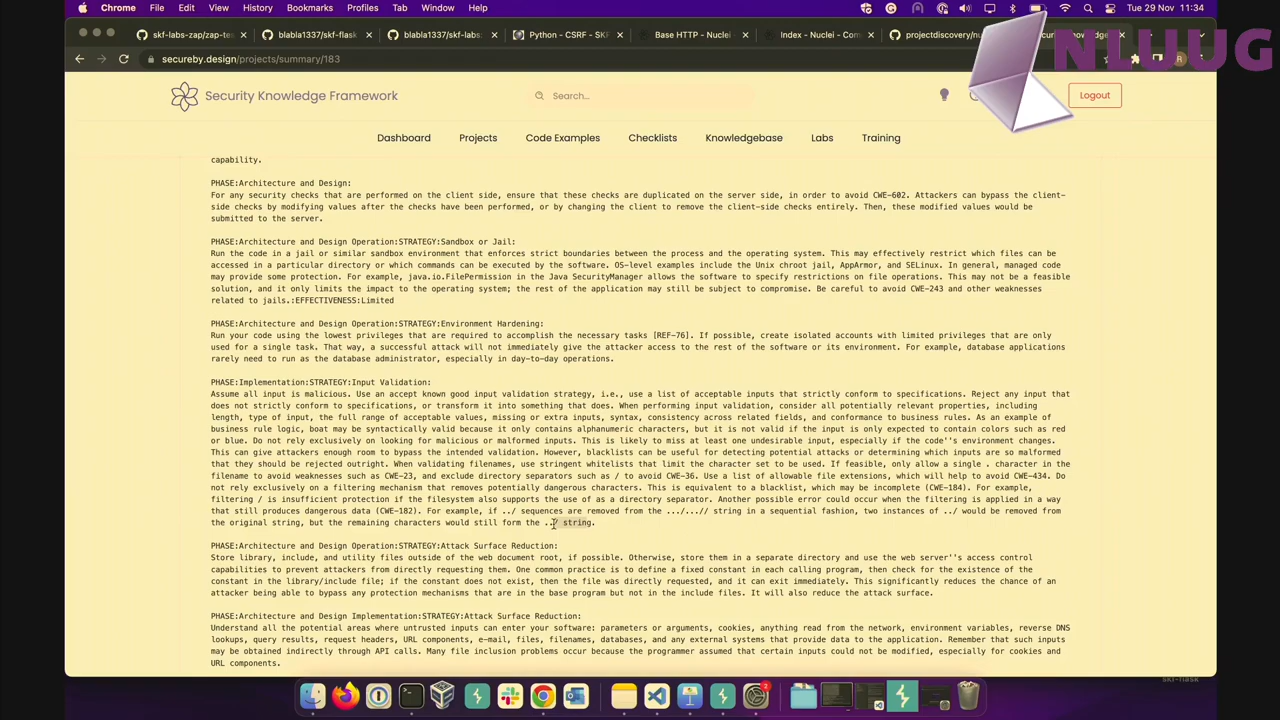 Chrome File Edit View History Bookmarks Profiles Tab Window Help Tue 29 Nov 11:34
skf-labs-zap/zap-te blabla1337/skf-flask blabla1337/skf-labs: Python - CSRF - SKF Base HTTP - Nuclei Index - Nuclei - Com projectdiscovery/nu
NLUUG
secureby.design/projects/summary/183
Security Knowledge Framework Search... Logout
Dashboard Projects Code Examples Checklists Knowledgebase Labs Training
capability.
PHASE:Architecture and Design:
For any security checks that are performed on the client side, ensure that these checks are duplicated on the server side, in order to avoid CWE-602. Attackers can bypass the client-
side checks by modifying values after the checks have been performed, or by changing the client to remove the client-side checks entirely. Then, these modified values would be
submitted to the server.
PHASE:Architecture and Design Operation:STRATEGY:Sandbox or Jail:
Run the code in a jail or similar sandbox environment that enforces strict boundaries between the process and the operating system. This may effectively restrict which files can be
accessed in a particular directory or which commands can be executed by the software. OS-level examples include the Unix chroot jail, AppArmor, and SELinux. In general, managed code
may provide some protection. For example, java.io.FilePermission in the Java SecurityManager allows the software to specify restrictions on file operations. This may not be a feasible
solution, and it only limits the impact to the operating system; the rest of the application may still be subject to compromise. Be careful to avoid CWE-243 and other weaknesses
related to jails.:EFFECTIVENESS:Limited
PHASE:Architecture and Design Operation:STRATEGY:Environment Hardening:
Run your code using the lowest privileges that are required to accomplish the necessary tasks [REF-76]. If possible, create isolated accounts with limited privileges that are only
used for a single task. That way, a successful attack will not immediately give the attacker access to the rest of the software or its environment. For example, database applications
rarely need to run as the database administrator, especially in day-to-day operations.
PHASE:Implementation:STRATEGY:Input Validation:
Assume all input is malicious. Use an accept known good input validation strategy, i.e., use a list of acceptable inputs that strictly conform to specifications. Reject any input that
does not strictly conform to specifications, or transform it into something that does. When performing input validation, consider all potentially relevant properties, including
length, type of input, the full range of acceptable values, missing or extra inputs, syntax, consistency across related fields, and conformance to business rules. As an example of
business rule logic, boat may be syntactically valid because it only contains alphanumeric characters, but it is not valid if the input is only expected to contain colors such as red
or blue. Do not rely exclusively on looking for malicious or malformed inputs. This is likely to miss at least one undesirable input, especially if the code''s environment changes.
This can give attackers enough room to bypass the intended validation. However, blacklists can be useful for detecting potential attacks or determining which inputs are so malformed
that they should be rejected outright. When validating filenames, use stringent whitelists that limit the character set to be used. If feasible, only allow a single . character in the
filename to avoid weaknesses such as CWE-23, and exclude directory separators such as / to avoid CWE-36. Use a list of allowable file extensions, which will help to avoid CWE-434. Do
not rely exclusively on a filtering mechanism that removes potentially dangerous characters. This is equivalent to a blacklist, which may be incomplete (CWE-184). For example,
filtering / is insufficient protection if the filesystem also supports the use of as a directory separator. Another possible error could occur when the filtering is applied in a way
that still produces dangerous data (CWE-182). For example, if ../ sequences are removed from the .../...// string in a sequential fashion, two instances of ../ would be removed from
the original string, but the remaining characters would still form the ../ string.
PHASE:Architecture and Design Operation:STRATEGY:Attack Surface Reduction:
Store library, include, and utility files outside of the web document root, if possible. Otherwise, store them in a separate directory and use the web server''s access control
capabilities to prevent attackers from directly requesting them. One common practice is to define a fixed constant in each calling program, then check for the existence of the
constant in the library/include file; if the constant does not exist, then the file was directly requested, and it can exit immediately. This significantly reduces the chance of an
attacker being able to bypass any protection mechanisms that are in the base program but not in the include files. It will also reduce the attack surface.
PHASE:Architecture and Design Implementation:STRATEGY:Attack Surface Reduction:
Understand all the potential areas where untrusted inputs can enter your software: parameters or arguments, cookies, anything read from the network, environment variables, reverse DNS
lookups, query results, request headers, URL components, e-mail, files, filenames, databases, and any external systems that provide data to the application. Remember that such inputs
may be obtained indirectly through API calls. Many file inclusion problems occur because the programmer assumed that certain inputs could not be modified, especially for cookies and
URL components.
skf-flask